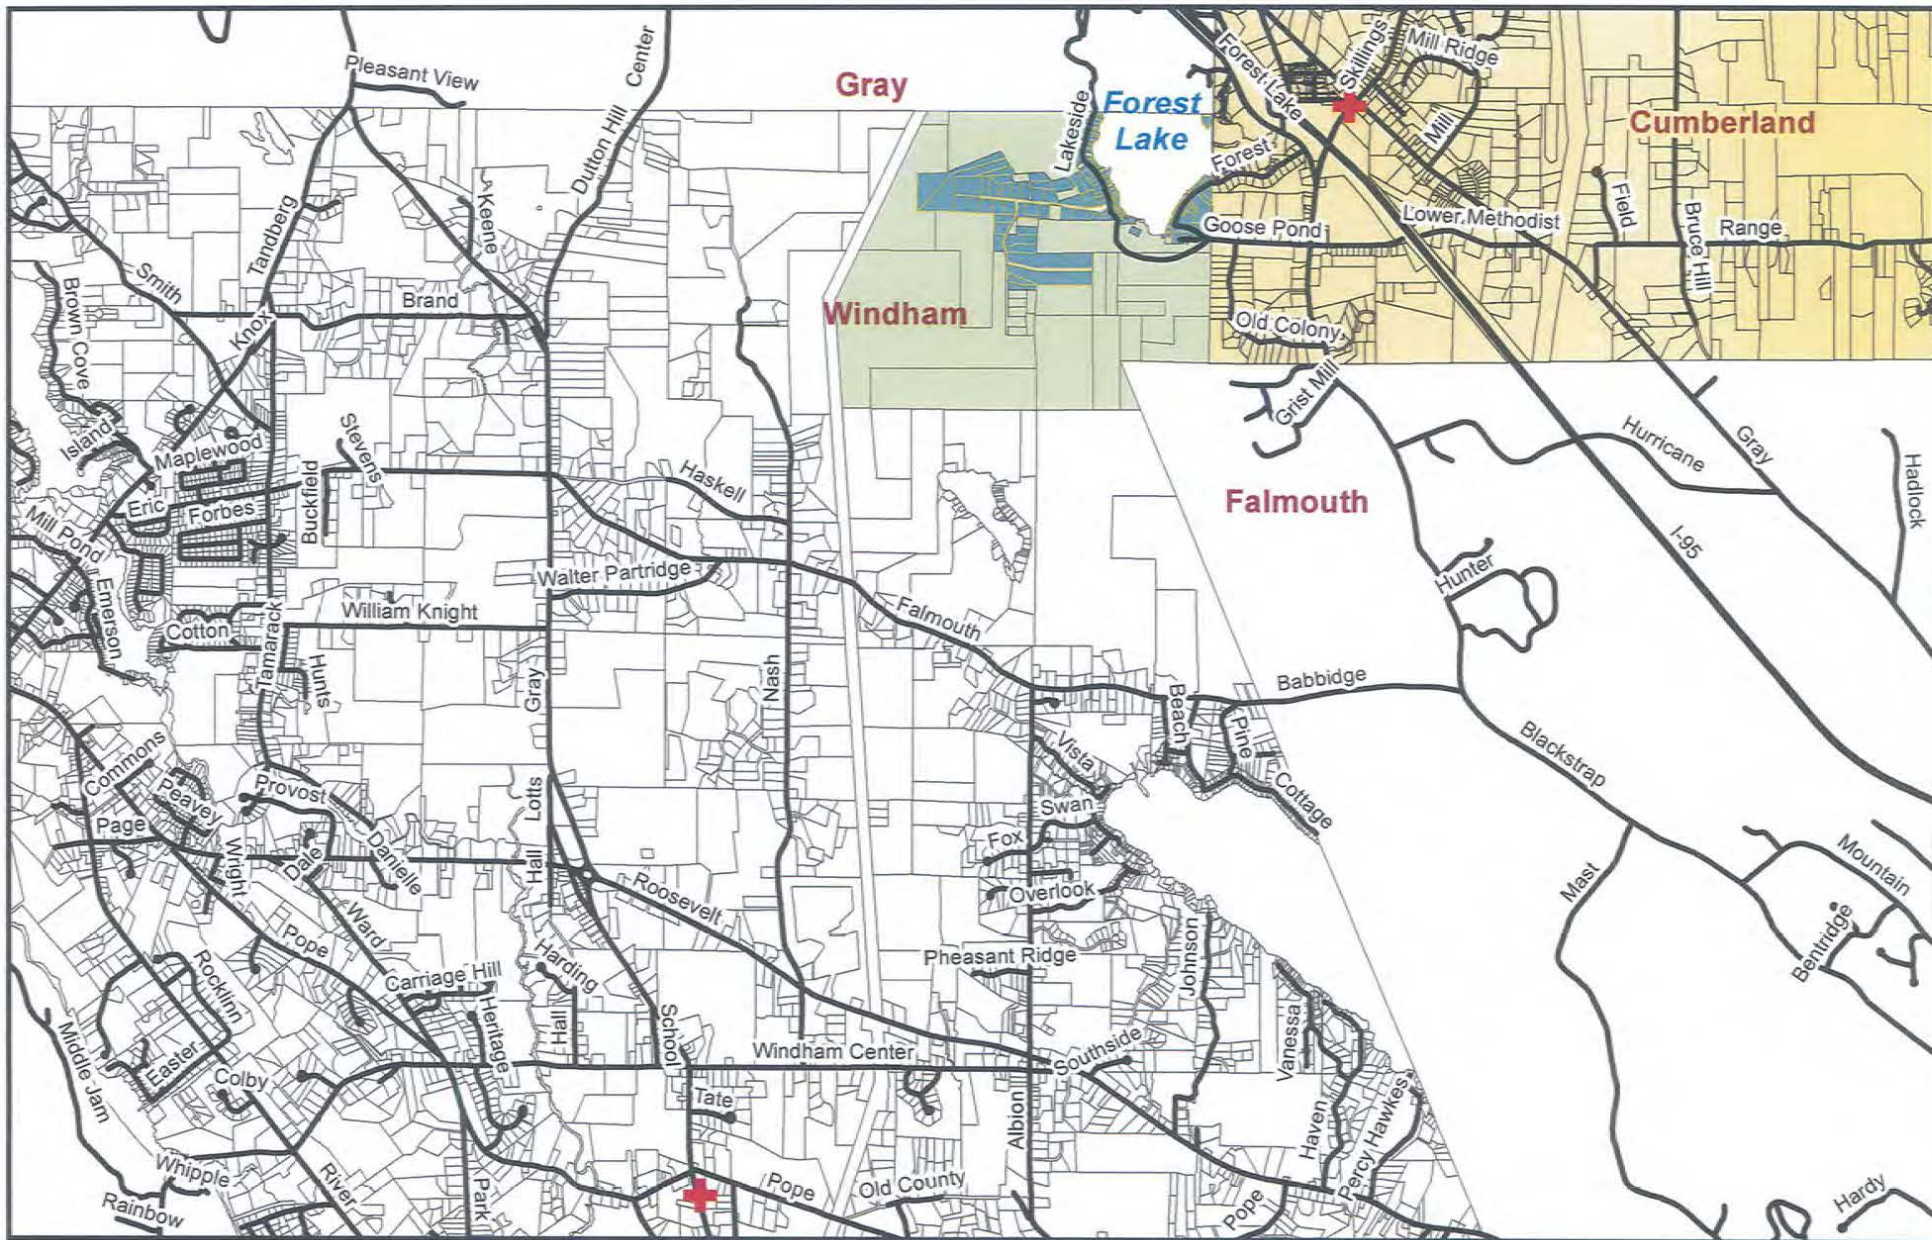 Pleasant View
Center
Gray
Forest
Lake
Lakeside
Forest Lake
Skillings
Mill Ridge
Mill
Cumberland
Dutton Hill
Keene
Tandberg
Forest
Goose Pond
Lower Methodist
Field
Bruce Hill
Range
Smith
Brown Cove
Knox
Brand
Windham
Old Colony
Grist Mill
Island
Maplewood
Stevens
Buckfield
Haskell
Hurricane
Gray
Hadlock
Eric
Forbes
Falmouth
Mill Pond
I-95
Emerson
Walter Partridge
Hunter
Cotton
Tamarack
William Knight
Falmouth
Hunts
Gray
Nash
Babbidge
Beach
Pine
Blackstrap
Commons
Peavey
Provost
Lotts
Vista
Cottage
Swan
Page
Fox
Wright
Dale
Danielle
Hall
Roosevelt
Overlook
Mast
Mountain
Ward
Pope
Bentridge
Johnson
Pheasant Ridge
Rocklinn
Carriage Hill
Harding
Heritage
Hall
School
Windham Center
Southside
Vanessa
Middle Jam
Easter
Colby
Tate
Albion
Haven
Percy Hawkes
Whipple
River
Park
Pope
Old County
Pope
Hardy
Rainbow